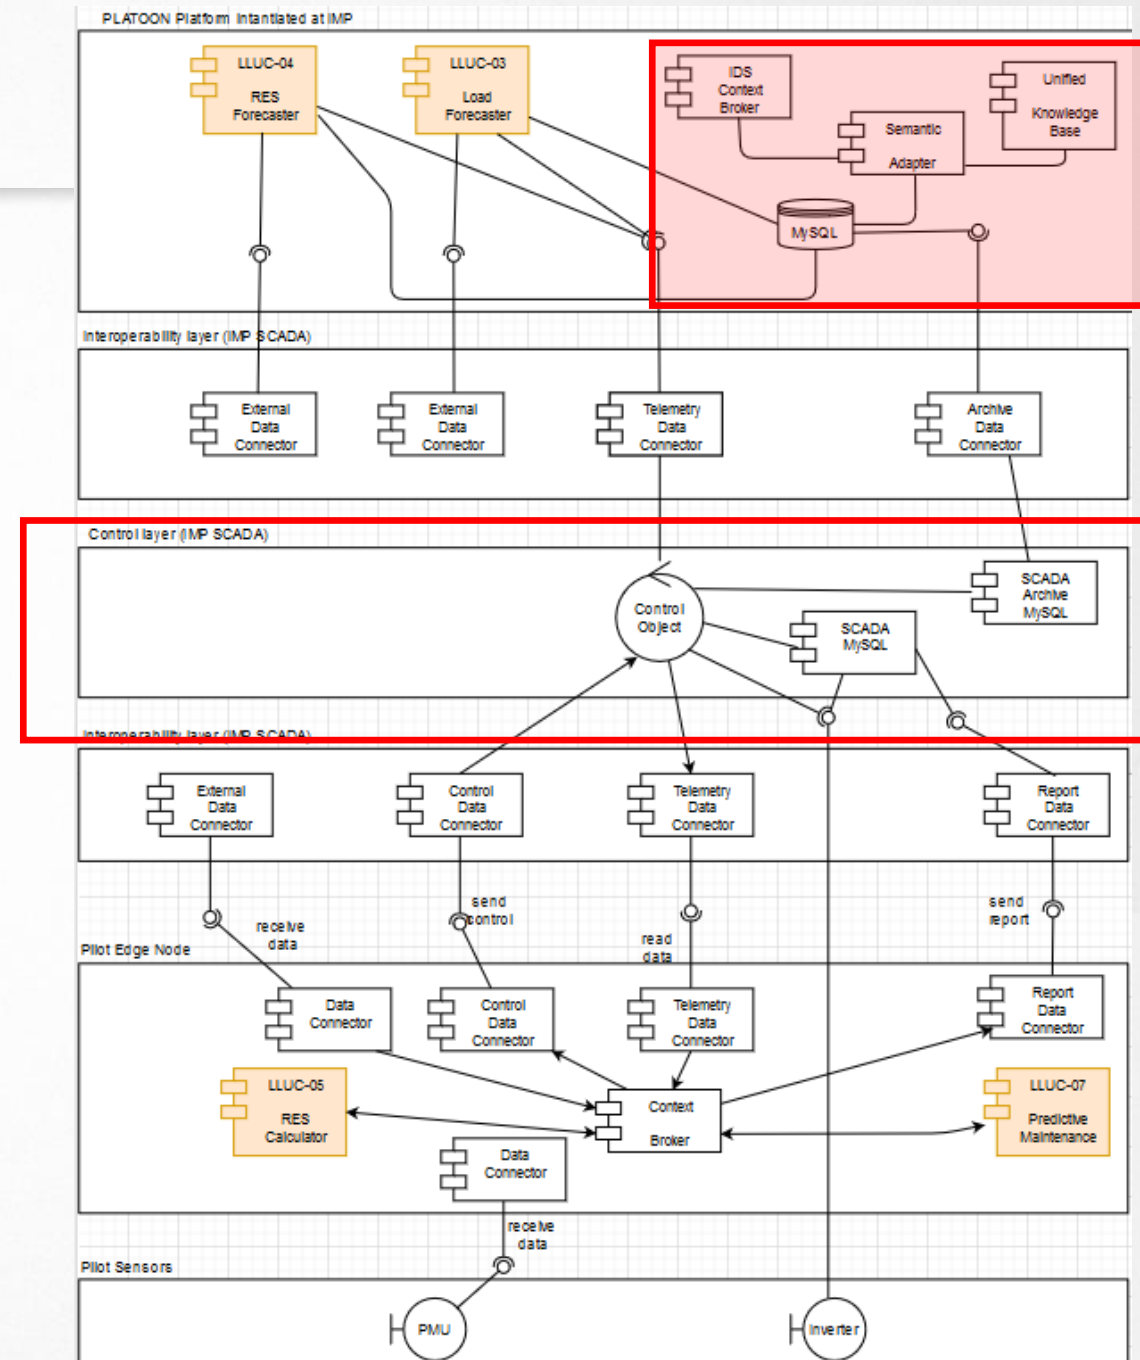 PLATOON Platform Intantiated at IMP
LLUC-04
RES
Forecaster
LLUC-03
Load
Forecaster
IDS
Context
Broker
Unified
Knowledge
Base
Semantic
Adapter
MySQL
Interoperability layer (IMP SCADA)
External
Data
Connector
External
Data
Connector
Telemetry
Data
Connector
Archive
Data
Connector
Control layer (IMP SCADA)
Control
Object
SCADA
Archive
MySQL
SCADA
MySQL
Interoperability layer (IMP SCADA)
External
Data
Connector
Control
Data
Connector
Telemetry
Data
Connector
Report
Data
Connector
receive
data
send
control
read
data
send
report
Pilot Edge Node
Data
Connector
Control
Data
Connector
Telemetry
Data
Connector
Report
Data
Connector
LLUC-05
RES
Calculator
Context
Broker
LLUC-07
Predictive
Maintenance
Data
Connector
receive
data
Pilot Sensors
PMU
Inverter